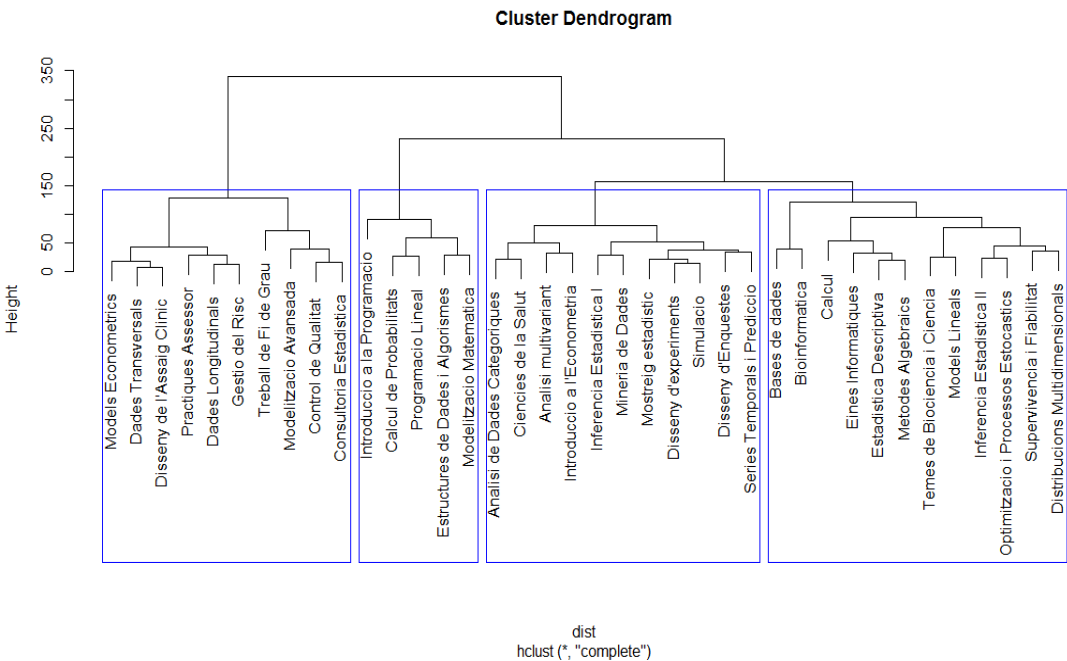 Cluster Dendrogram
Height
0
50
150
250
350
Models Econometrics
Dades Transversals
Disseny de l'Assaig Clinic
Practiques Assessor
Dades Longitudinals
Gestio del Risc
Treball de Fi de Grau
Modelització Avansada
Control de Qualitat
Consultoria Estadistica
Introduccio a la Programacio
Calcul de Probabilitats
Programacio Lineal
Estructures de Dades i Algorismes
Modelitzacio Matematica
Analisi de Dades Categoriques
Ciencies de la Salut
Analisi multivariant
Introduccio a l'Econometria
Inferencia Estadistica I
Mineria de Dades
Mostreig estadistic
Disseny d'experiments
Simulacio
Disseny d'Enquestes
Series Temporals i Prediccio
Bases de dades
Bioinformatica
Calcul
Eines Informatiques
Estadistica Descriptiva
Metodes Algebraics
Temes de Biociencia i Ciencia
Models Lineals
Inferencia Estadistica II
Optimitzacio i Processos Estocastics
Supervivencia i Fiabilitat
Distribucions Multidimensionals
dist
hclust (*, "complete")